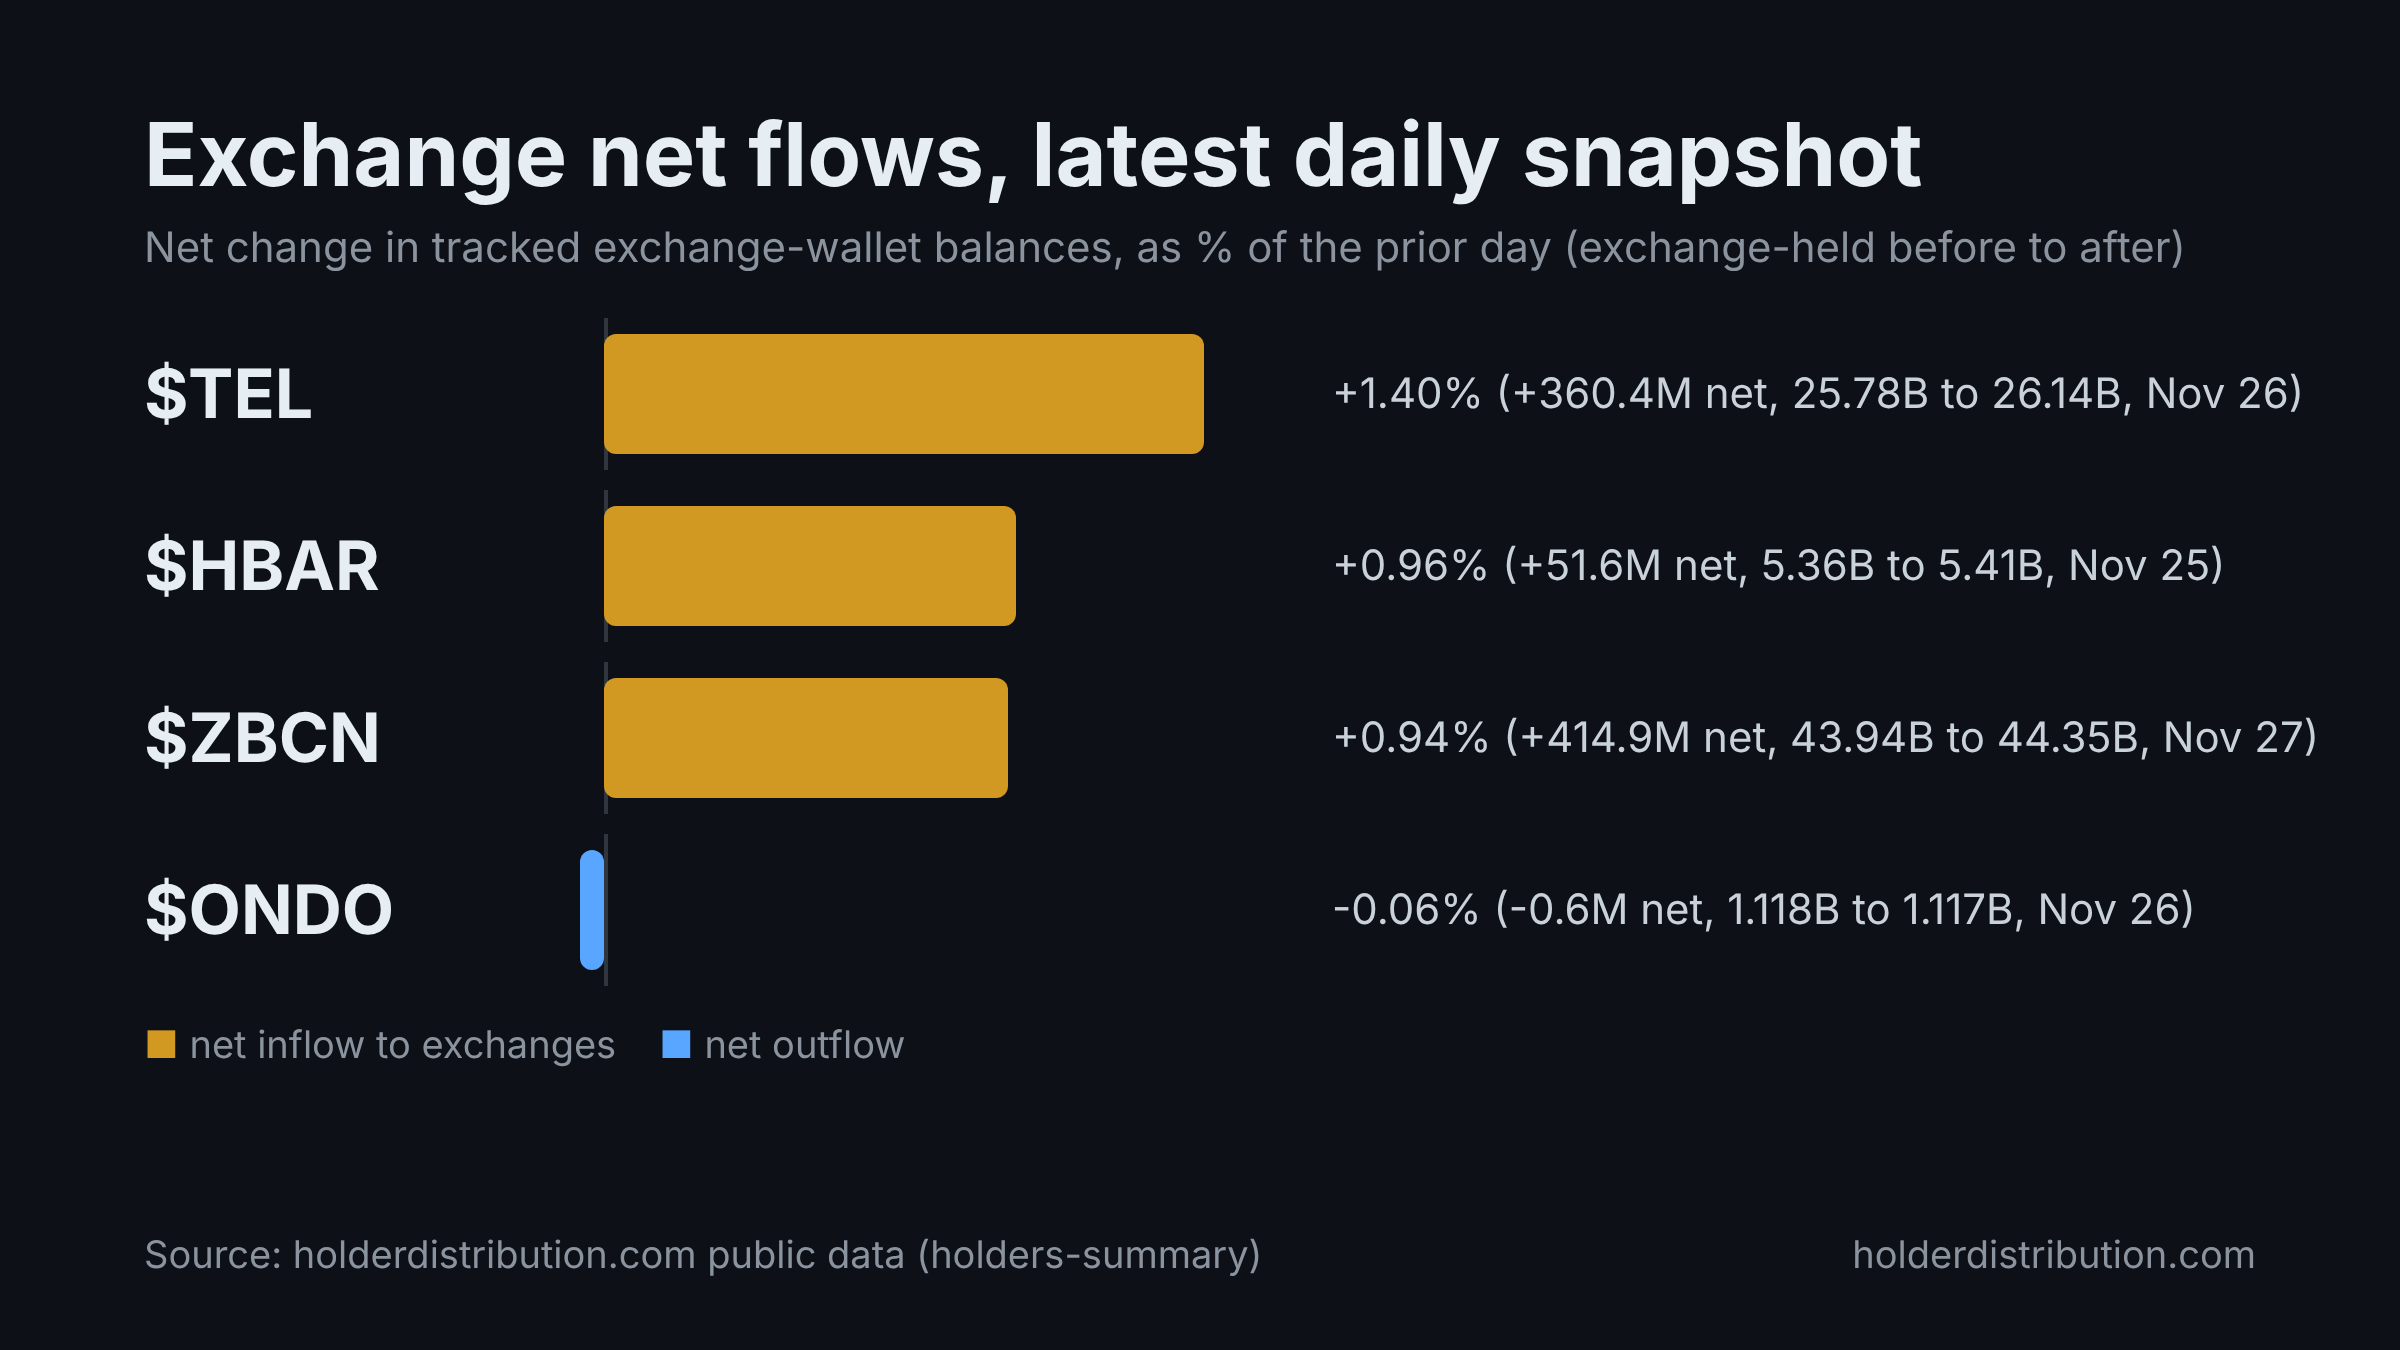 Exchange net flows, latest daily snapshot
Net change in tracked exchange-wallet balances, as % of the prior day (exchange-held before to after)
$TEL +1.40% (+360.4M net, 25.78B to 26.14B, Nov 26)
$HBAR +0.96% (+51.6M net, 5.36B to 5.41B, Nov 25)
$ZBCN +0.94% (+414.9M net, 43.94B to 44.35B, Nov 27)
$ONDO -0.06% (-0.6M net, 1.118B to 1.117B, Nov 26)
net inflow to exchanges net outflow
Source: holderdistribution.com public data (holders-summary) holderdistribution.com